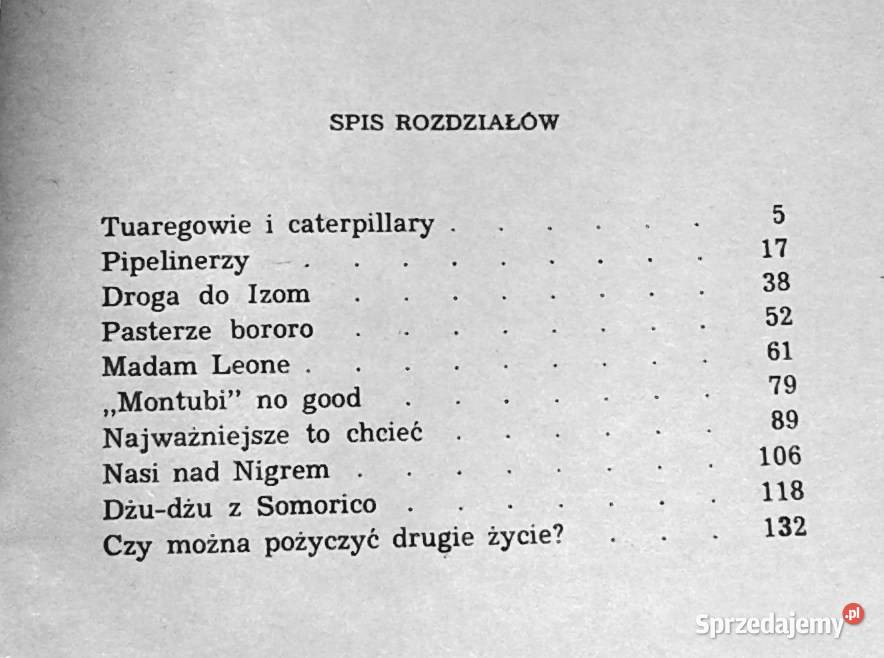 SPIS ROZDZIAŁÓW
Tuaregowie i caterpillary . . . . . . 5
Pipelinerzy . . . . . . . . . 17
Droga do Izom . . . . . . . . 38
Pasterze bororo . . . . . . . . 52
Madam Leone . . . . . . . . . 61
„Montubi” no good . . . . . . . 79
Najważniejsze to chcieć . . . . . . 89
Nasi nad Nigrem . . . . . . . . 106
Dżu-dżu z Somorico . . . . . . . 118
Czy można pożyczyć drugie życie? . . . 132
Sprzedajemy.pl